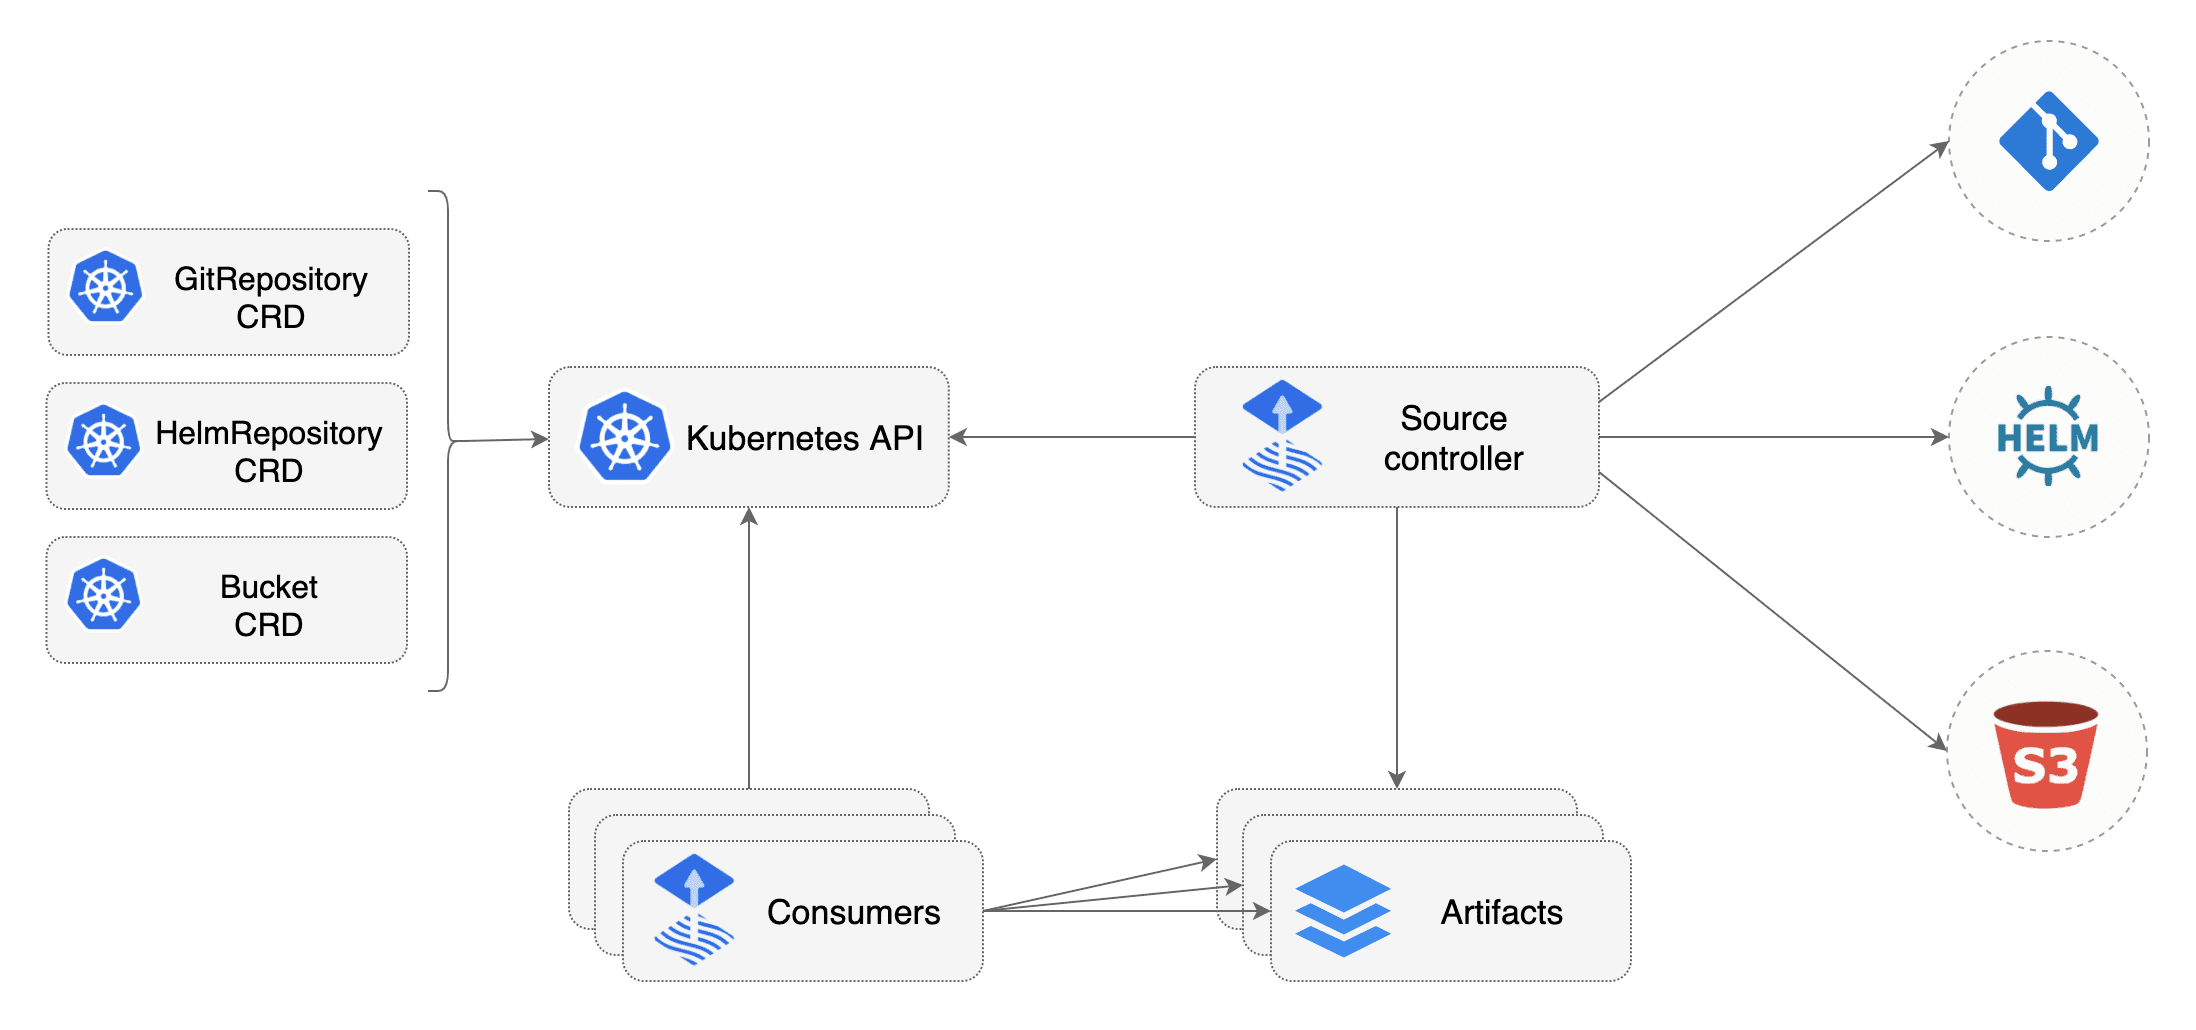 GitRepository
CRD
HelmRepository
CRD
Bucket
CRD
Kubernetes API
Source
controller
HELM
S3
Consumers
Artifacts